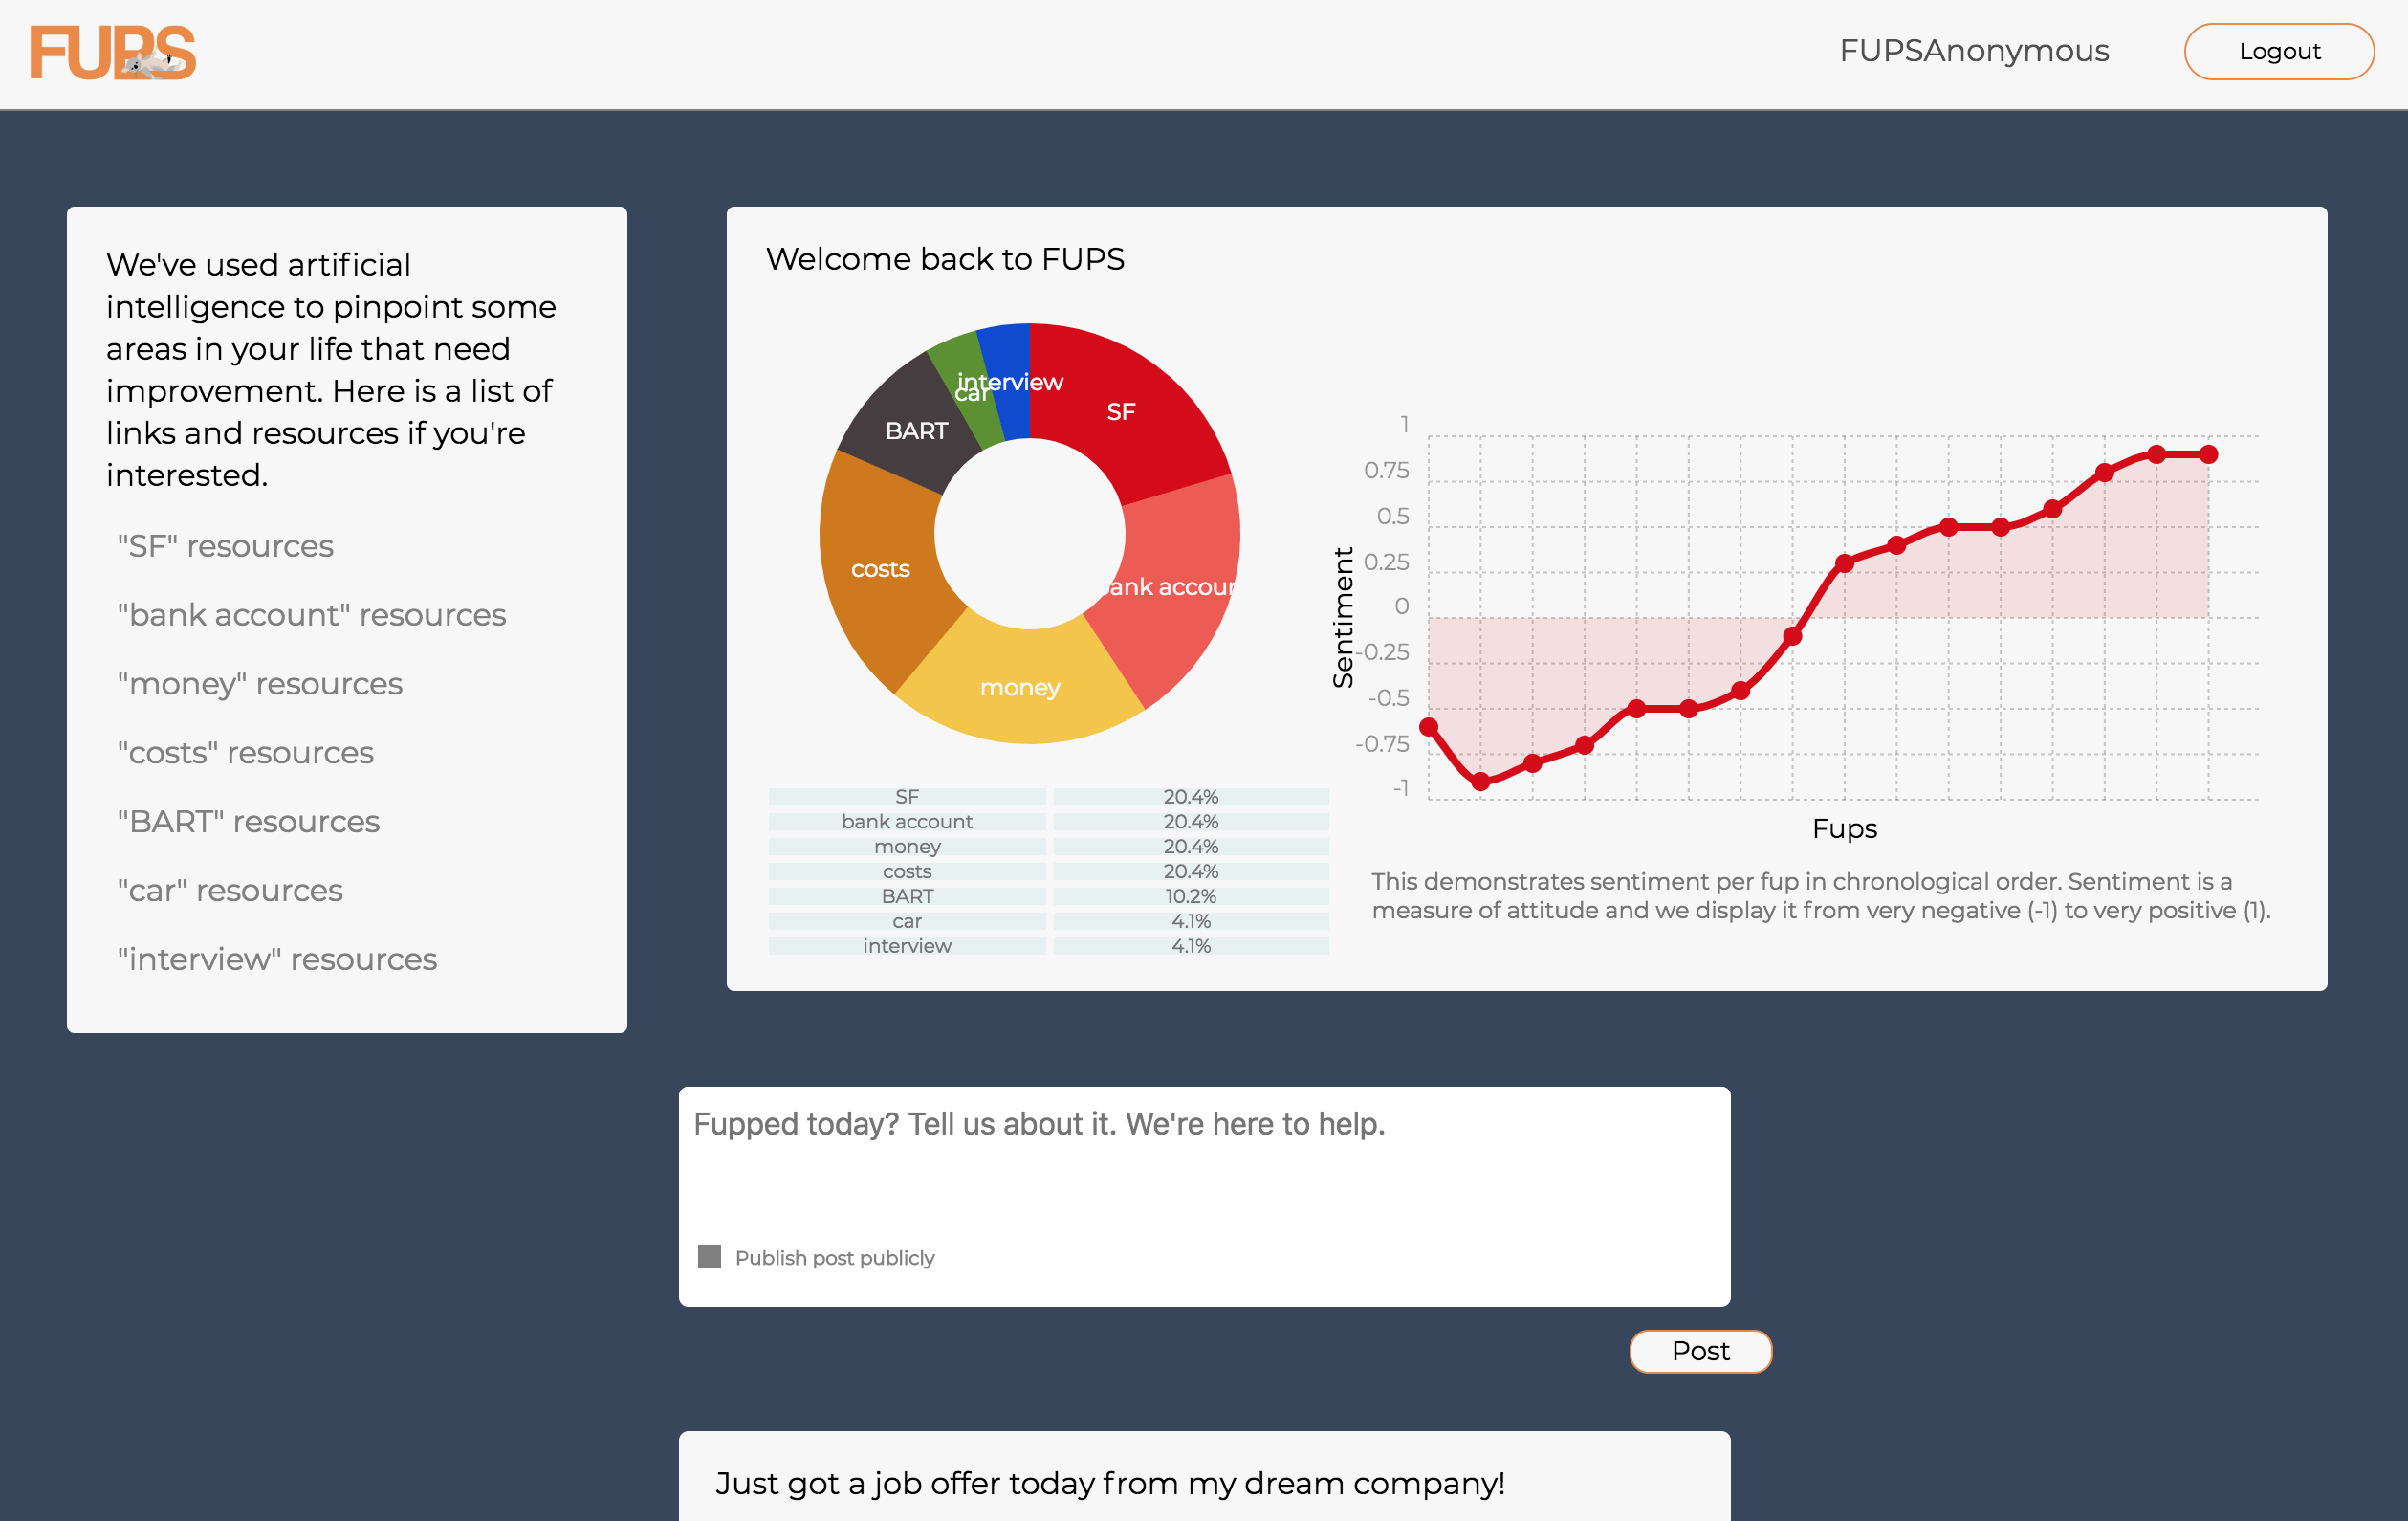 FUPS
FUPSAnonymous
Logout
We've used artificial
intelligence to pinpoint some
areas in your life that need
improvement. Here is a list of
links and resources if you're
interested.
"SF" resources
"bank account" resources
"money" resources
"costs" resources
"BART" resources
"car" resources
"interview" resources
Welcome back to FUPS
interview
car
SF
BART
bank account
costs
money
SF 20.4%
bank account 20.4%
money 20.4%
costs 20.4%
BART 10.2%
car 4.1%
interview 4.1%
1
0.75
0.5
0.25
0
-0.25
-0.5
-0.75
-1
Sentiment
Fups
This demonstrates sentiment per fup in chronological order. Sentiment is a
measure of attitude and we display it from very negative (-1) to very positive (1).
Fupped today? Tell us about it. We're here to help.
Publish post publicly
Post
Just got a job offer today from my dream company!